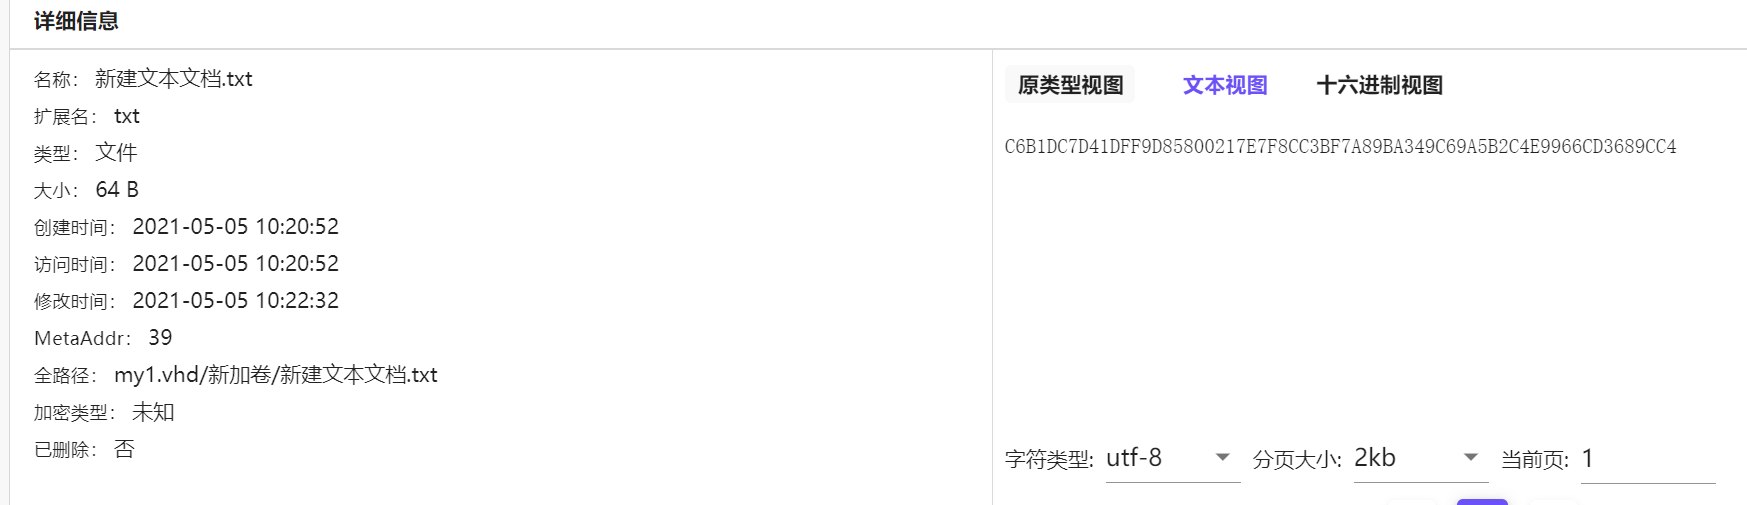 详细信息
名称： 新建文本文档.txt
扩展名： txt
类型： 文件
大小： 64 B
创建时间： 2021-05-05 10:20:52
访问时间： 2021-05-05 10:20:52
修改时间： 2021-05-05 10:22:32
MetaAddr： 39
全路径： my1.vhd/新加卷/新建文本文档.txt
加密类型： 未知
已删除： 否
原类型视图 文本视图 十六进制视图
C6B1DC7D41DFF9D85800217E7F8CC3BF7A89BA349C69A5B2C4E9966CD3689CC4
字符类型: utf-8 分页大小: 2kb 当前页: 1